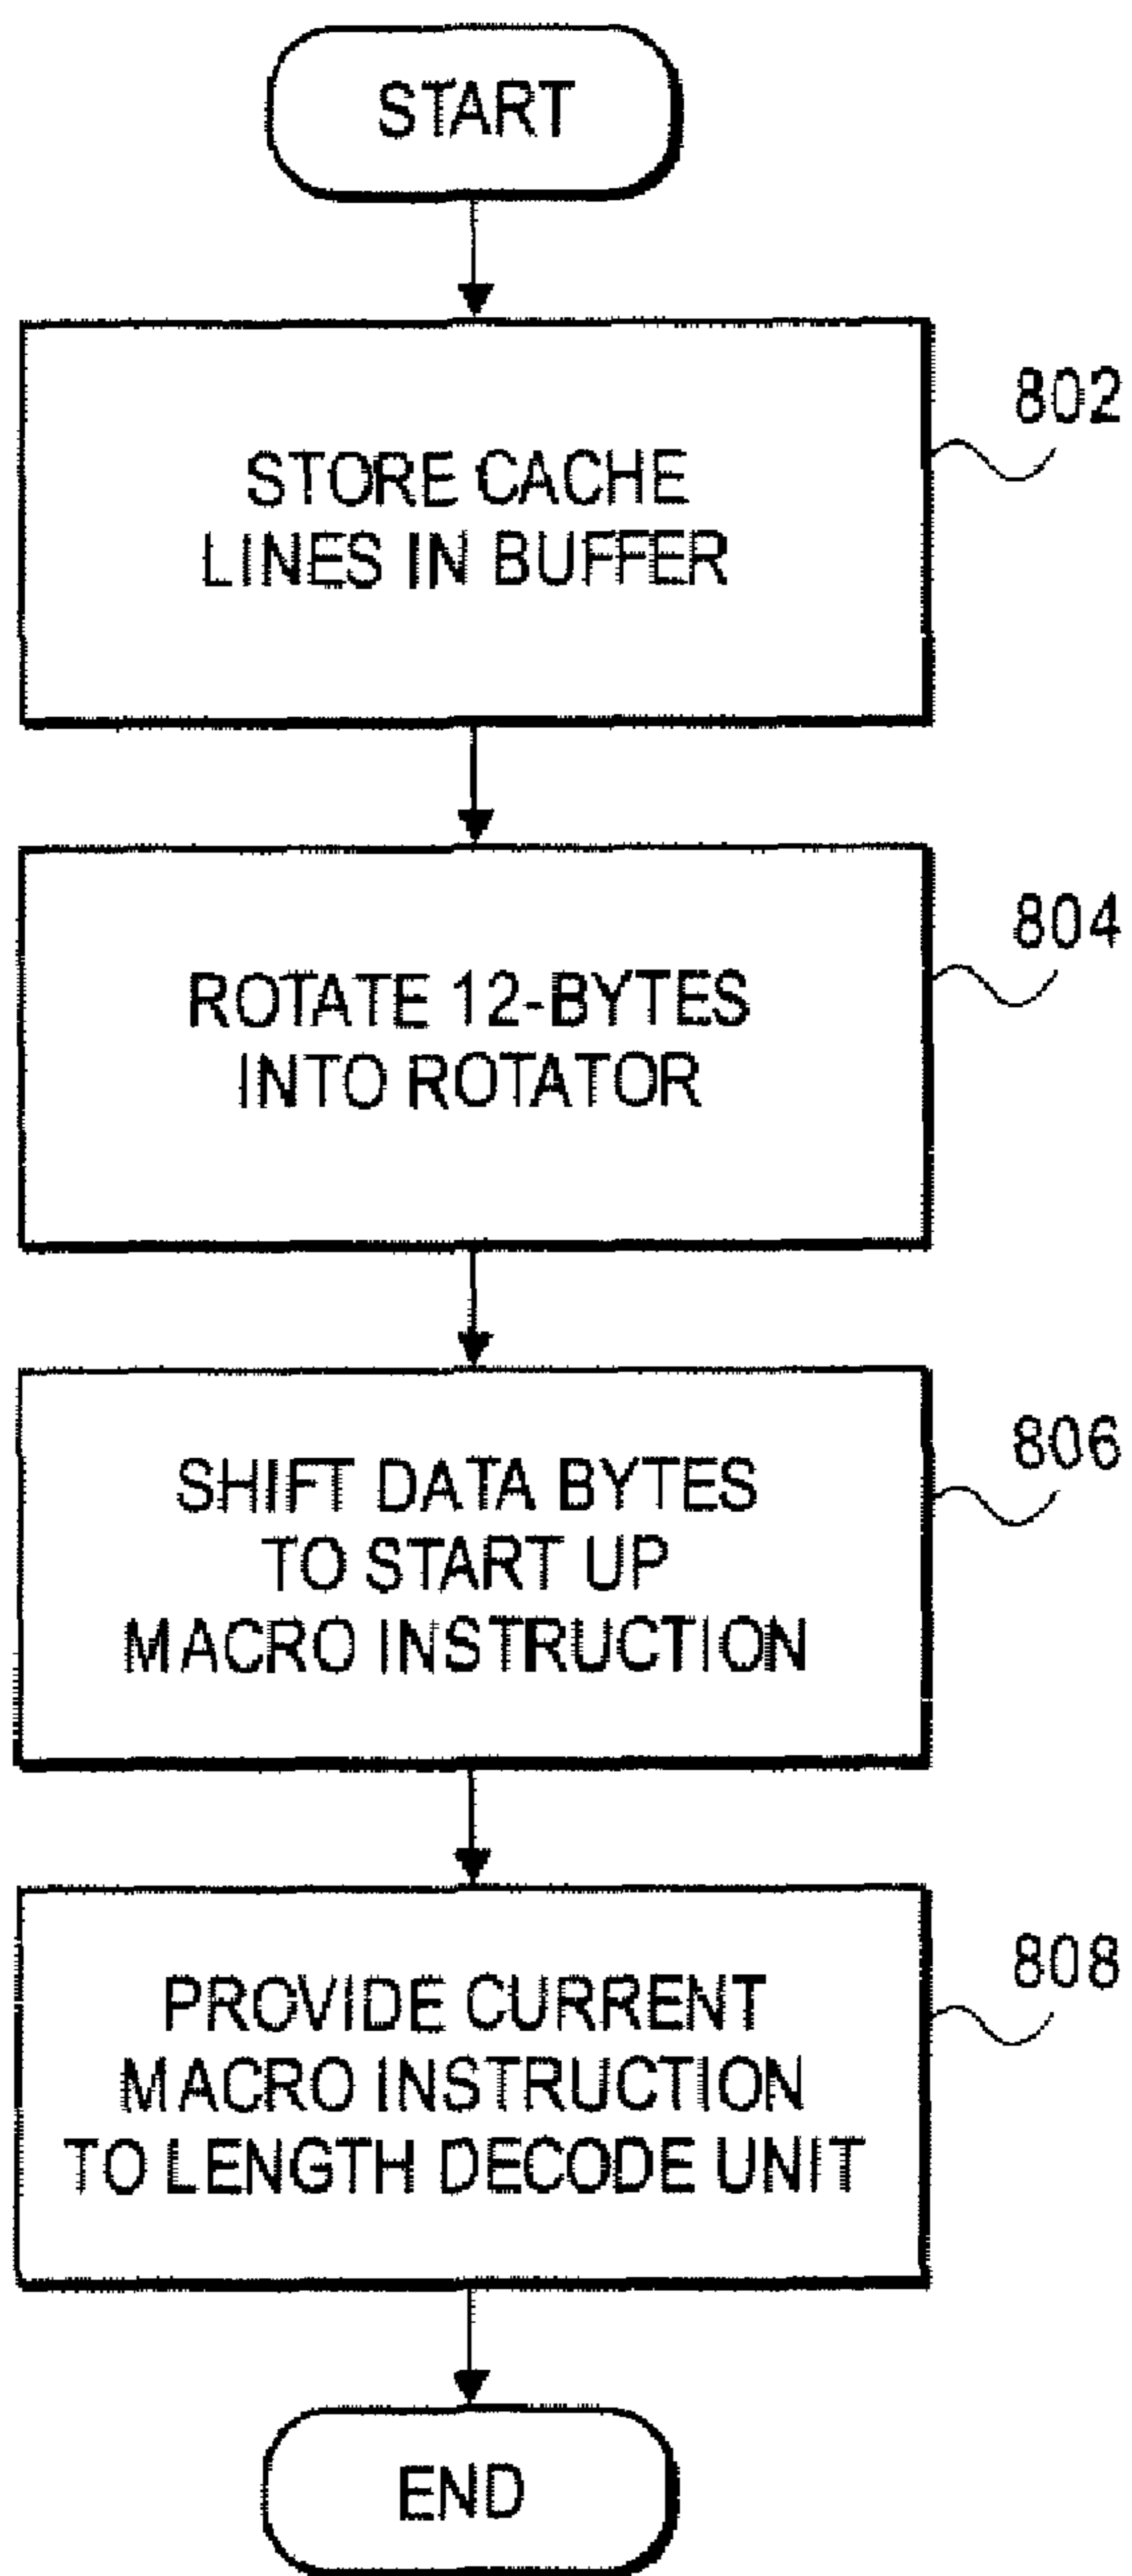 START
STORE CACHE
LINES IN BUFFER
802
ROTATE 12-BYTES
INTO ROTATOR
804
SHIFT DATA BYTES
TO START UP
MACRO INSTRUCTION
806
PROVIDE CURRENT
MACRO INSTRUCTION
TO LENGTH DECODE UNIT
808
END